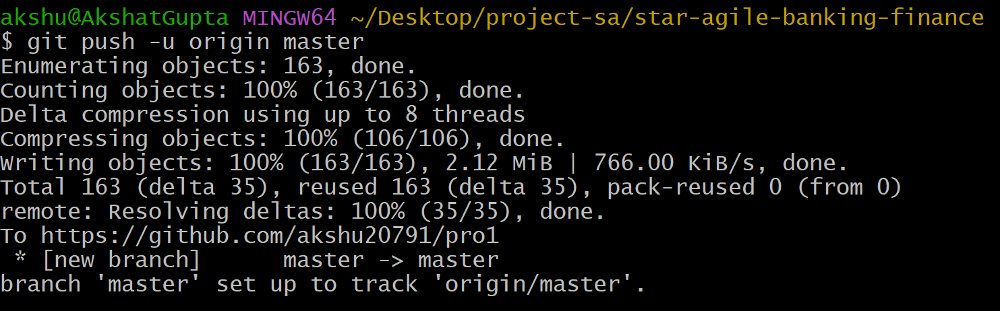 akshu@AkshatGupta MINGW64 ~/Desktop/project-sa/star-agile-banking-finance
$ git push -u origin master
Enumerating objects: 163, done.
Counting objects: 100% (163/163), done.
Delta compression using up to 8 threads
Compressing objects: 100% (106/106), done.
Writing objects: 100% (163/163), 2.12 MiB | 766.00 KiB/s, done.
Total 163 (delta 35), reused 163 (delta 35), pack-reused 0 (from 0)
remote: Resolving deltas: 100% (35/35), done.
To https://github.com/akshu20791/pro1
 * [new branch]      master -> master
branch 'master' set up to track 'origin/master'.